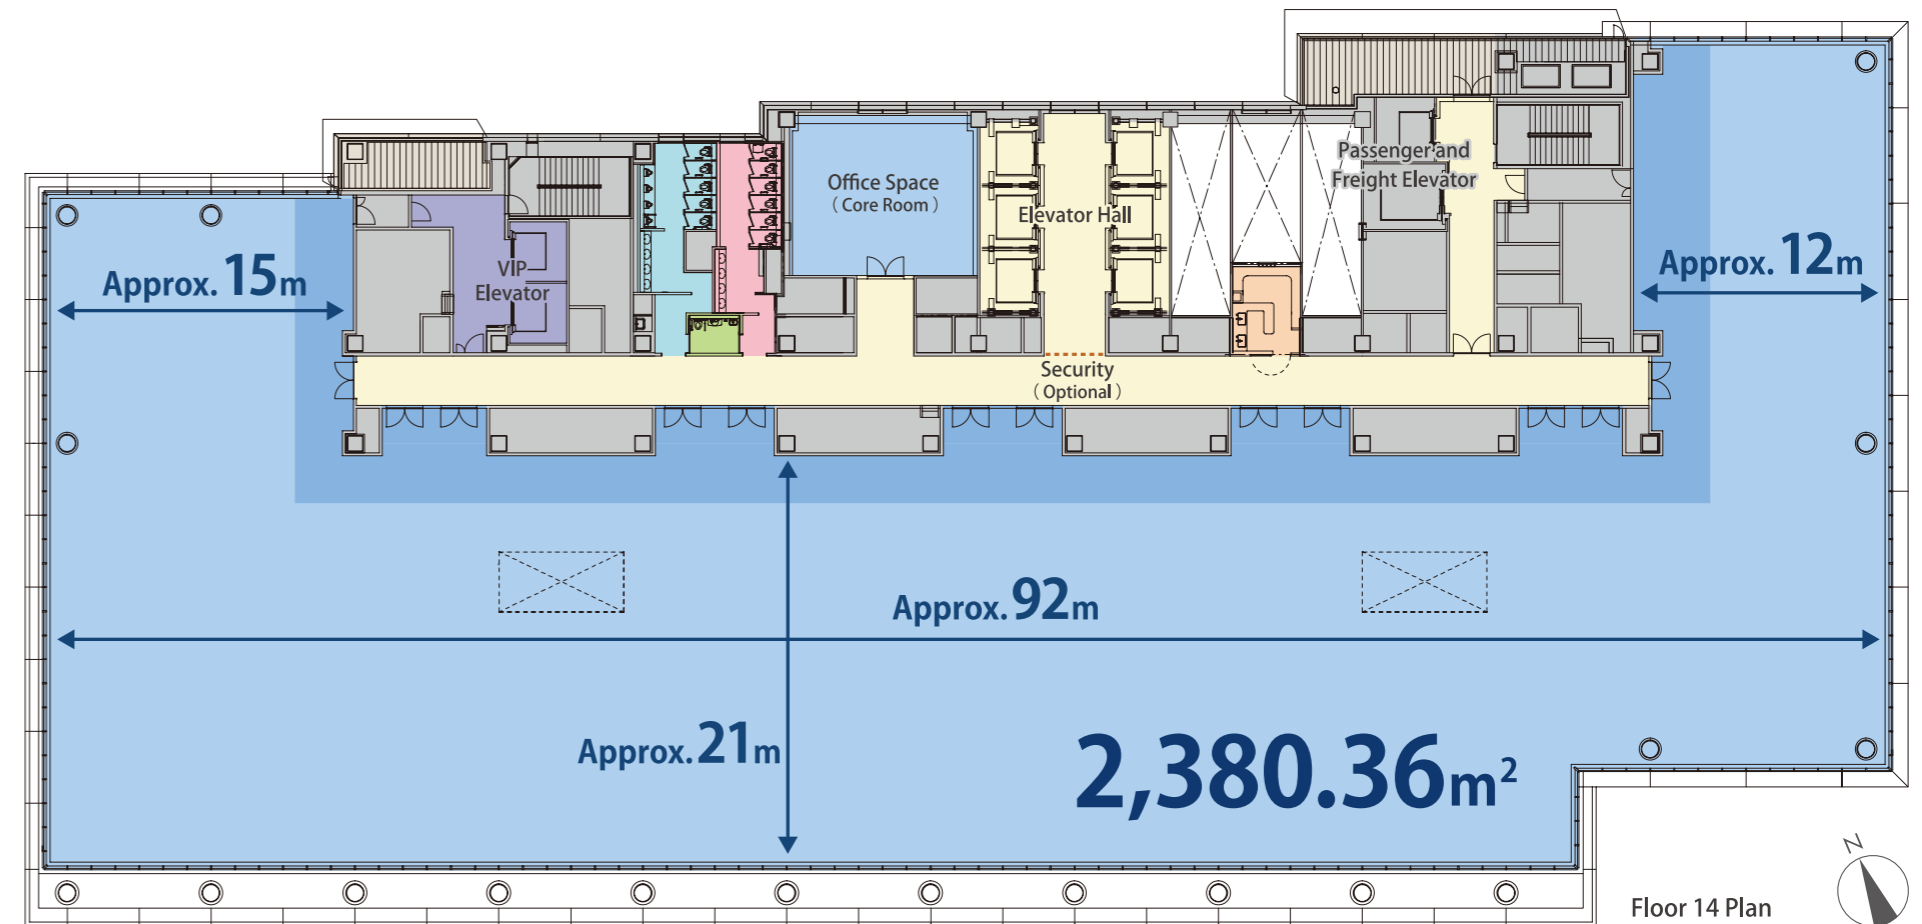 Passenger and
Freight Elevator
Office Space
( Core Room )
Elevator Hall
VIP
Elevator
Approx. 15m
Approx. 12m
Security
( Optional )
Approx. 92m
Approx. 21m
2,380.36m²
N
Floor 14 Plan